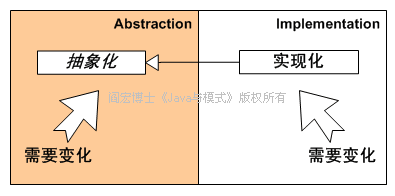 Abstraction
Implementation
抽象化
实现化
阎宏博士《Java与模式》版权所有
需要变化
需要变化